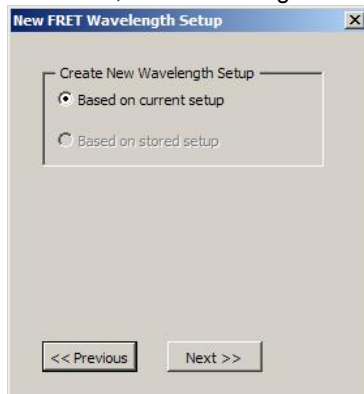 New FRET Wavelength Setup
Create New Wavelength Setup
Based on current setup
Based on stored setup
<< Previous
Next >>